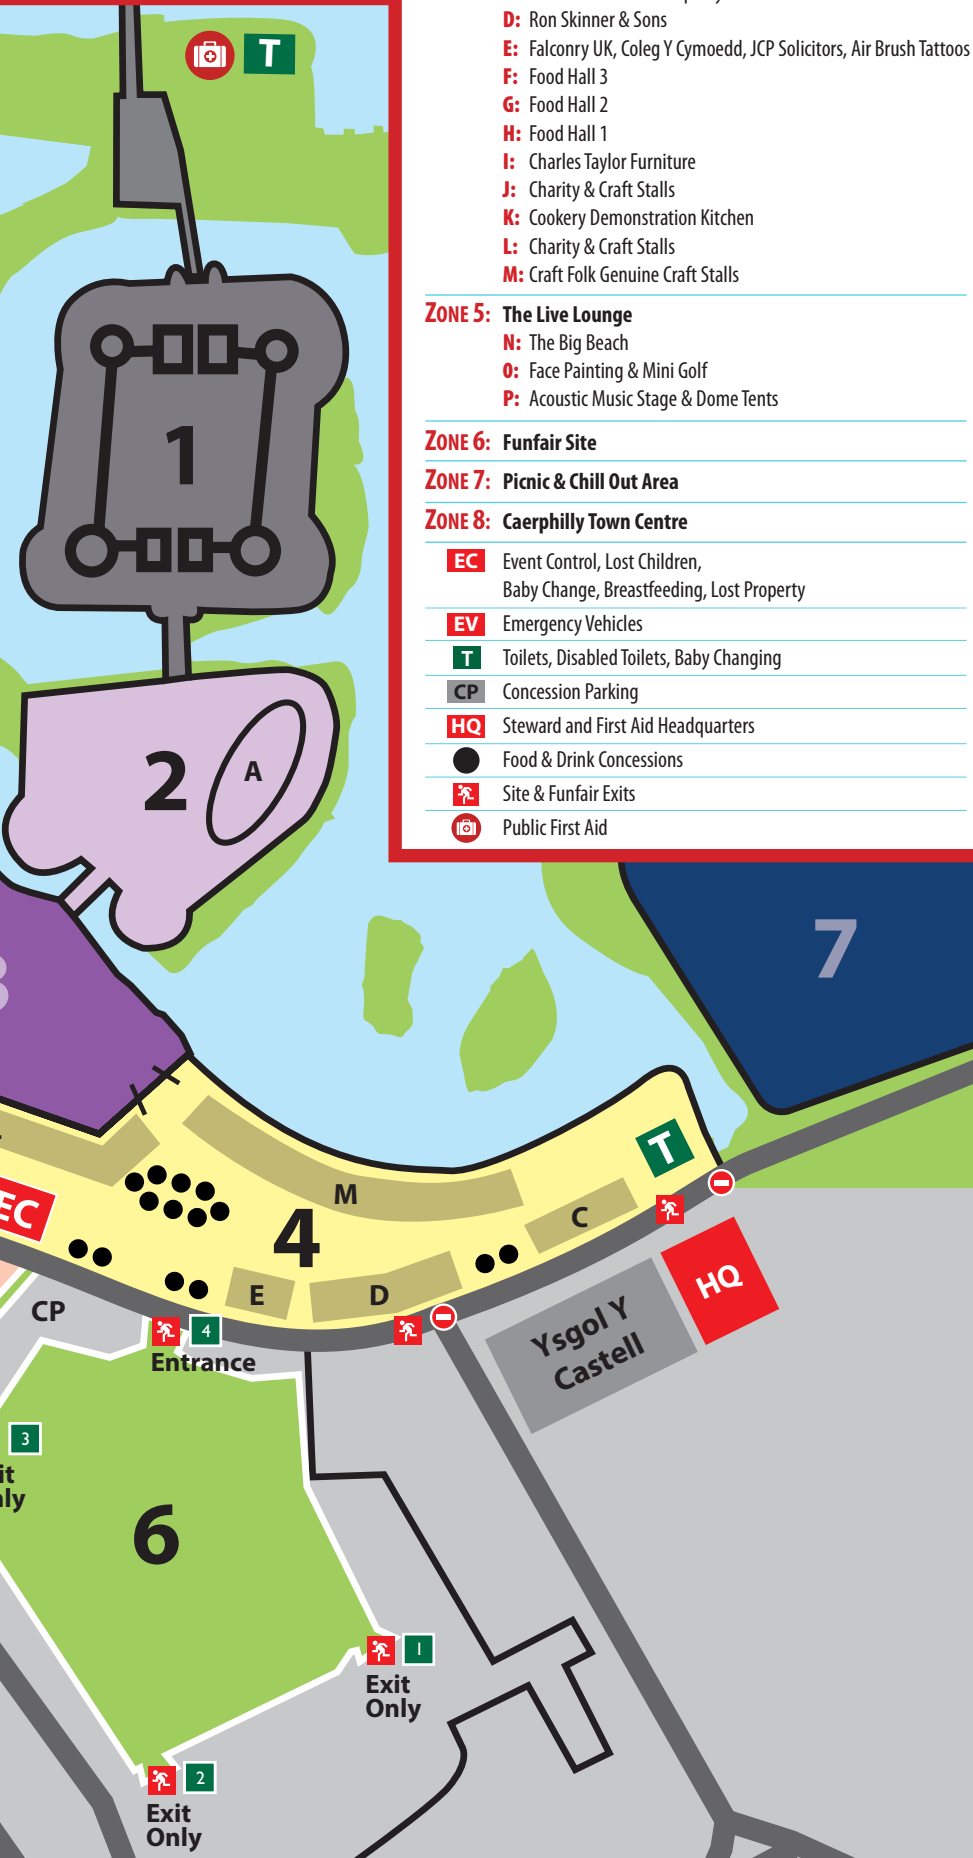 D: Ron Skinner & Sons
E: Falconry UK, Coleg Y Cymoedd, JCP Solicitors, Air Brush Tattoos
F: Food Hall 3
G: Food Hall 2
H: Food Hall 1
I: Charles Taylor Furniture
J: Charity & Craft Stalls
K: Cookery Demonstration Kitchen
L: Charity & Craft Stalls
M: Craft Folk Genuine Craft Stalls
ZONE 5: The Live Lounge
N: The Big Beach
O: Face Painting & Mini Golf
P: Acoustic Music Stage & Dome Tents
ZONE 6: Funfair Site
ZONE 7: Picnic & Chill Out Area
ZONE 8: Caerphilly Town Centre
EC Event Control, Lost Children,
Baby Change, Breastfeeding, Lost Property
EV Emergency Vehicles
T Toilets, Disabled Toilets, Baby Changing
CP Concession Parking
HQ Steward and First Aid Headquarters
Food & Drink Concessions
Site & Funfair Exits
Public First Aid
T
1
2
A
7
T
M
EC
C
4
E
D
HQ
CP
4
Entrance
Ysgol Y
Castell
3
6
1
Exit
Only
2
Exit
Only